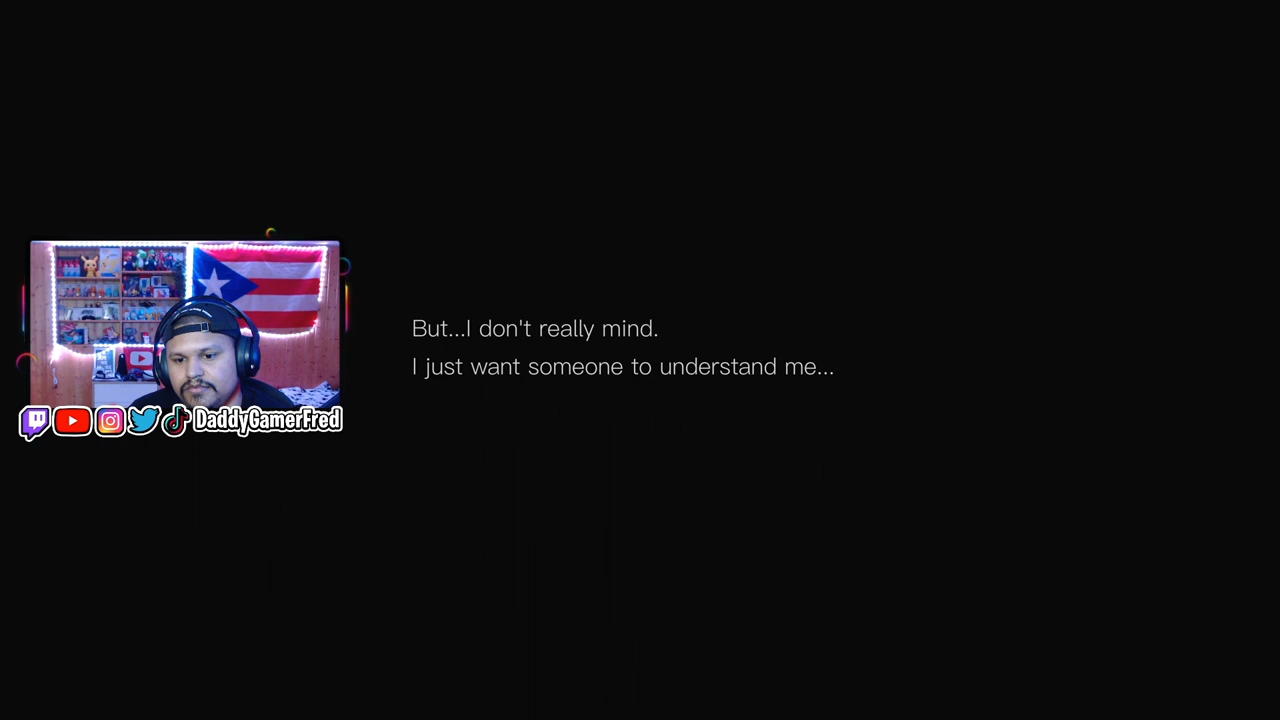 But...I don't really mind.
I just want someone to understand me...
DaddyGamerFred